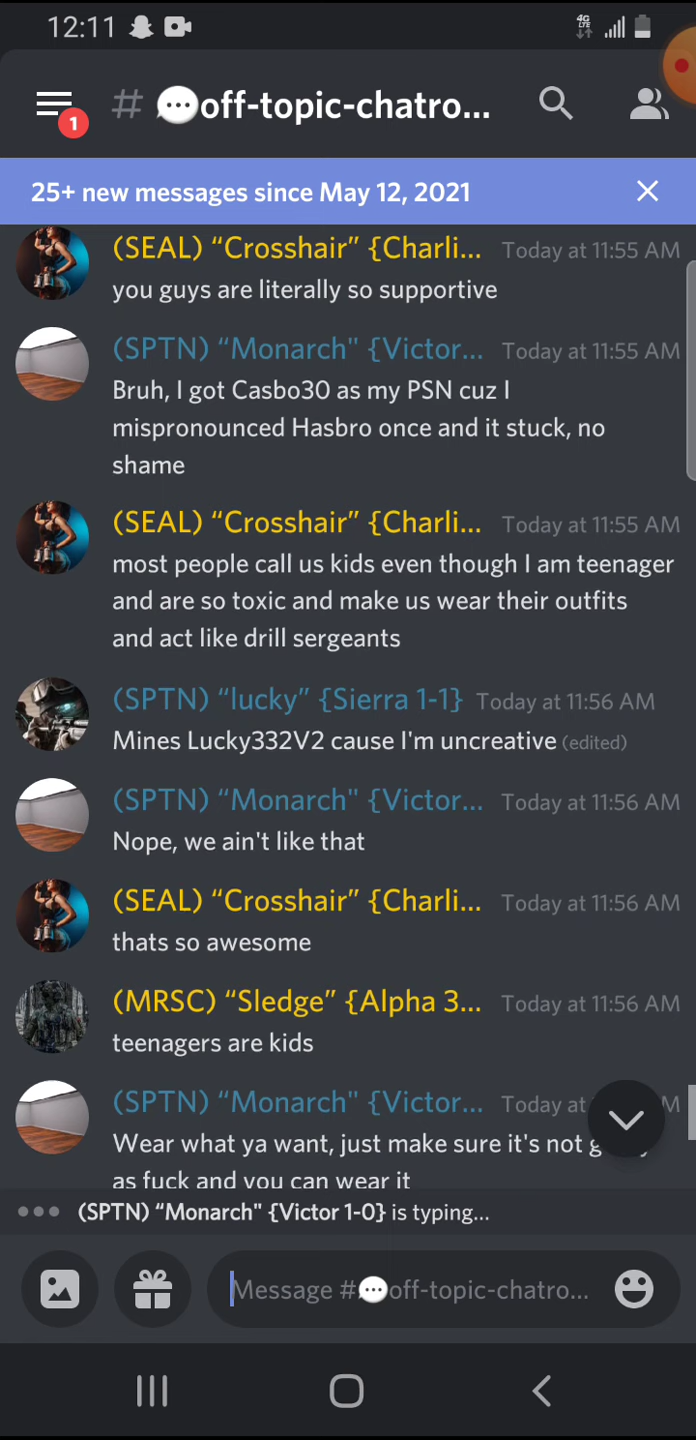 12:11
4G LTE
# 💬off-topic-chatro...
1
25+ new messages since May 12, 2021
(SEAL) “Crosshair” {Charli... Today at 11:55 AM
you guys are literally so supportive
(SPTN) “Monarch" {Victor... Today at 11:55 AM
Bruh, I got Casbo30 as my PSN cuz I
mispronounced Hasbro once and it stuck, no
shame
(SEAL) “Crosshair” {Charli... Today at 11:55 AM
most people call us kids even though I am teenager
and are so toxic and make us wear their outfits
and act like drill sergeants
(SPTN) “lucky” {Sierra 1-1} Today at 11:56 AM
Mines Lucky332V2 cause I'm uncreative (edited)
(SPTN) “Monarch" {Victor... Today at 11:56 AM
Nope, we ain't like that
(SEAL) “Crosshair” {Charli... Today at 11:56 AM
thats so awesome
(MRSC) “Sledge” {Alpha 3... Today at 11:56 AM
teenagers are kids
(SPTN) “Monarch" {Victor... Today at M
Wear what ya want, just make sure it's not
as fuck and you can wear it
(SPTN) “Monarch" {Victor 1-0} is typing...
Message #💬off-topic-chatro...